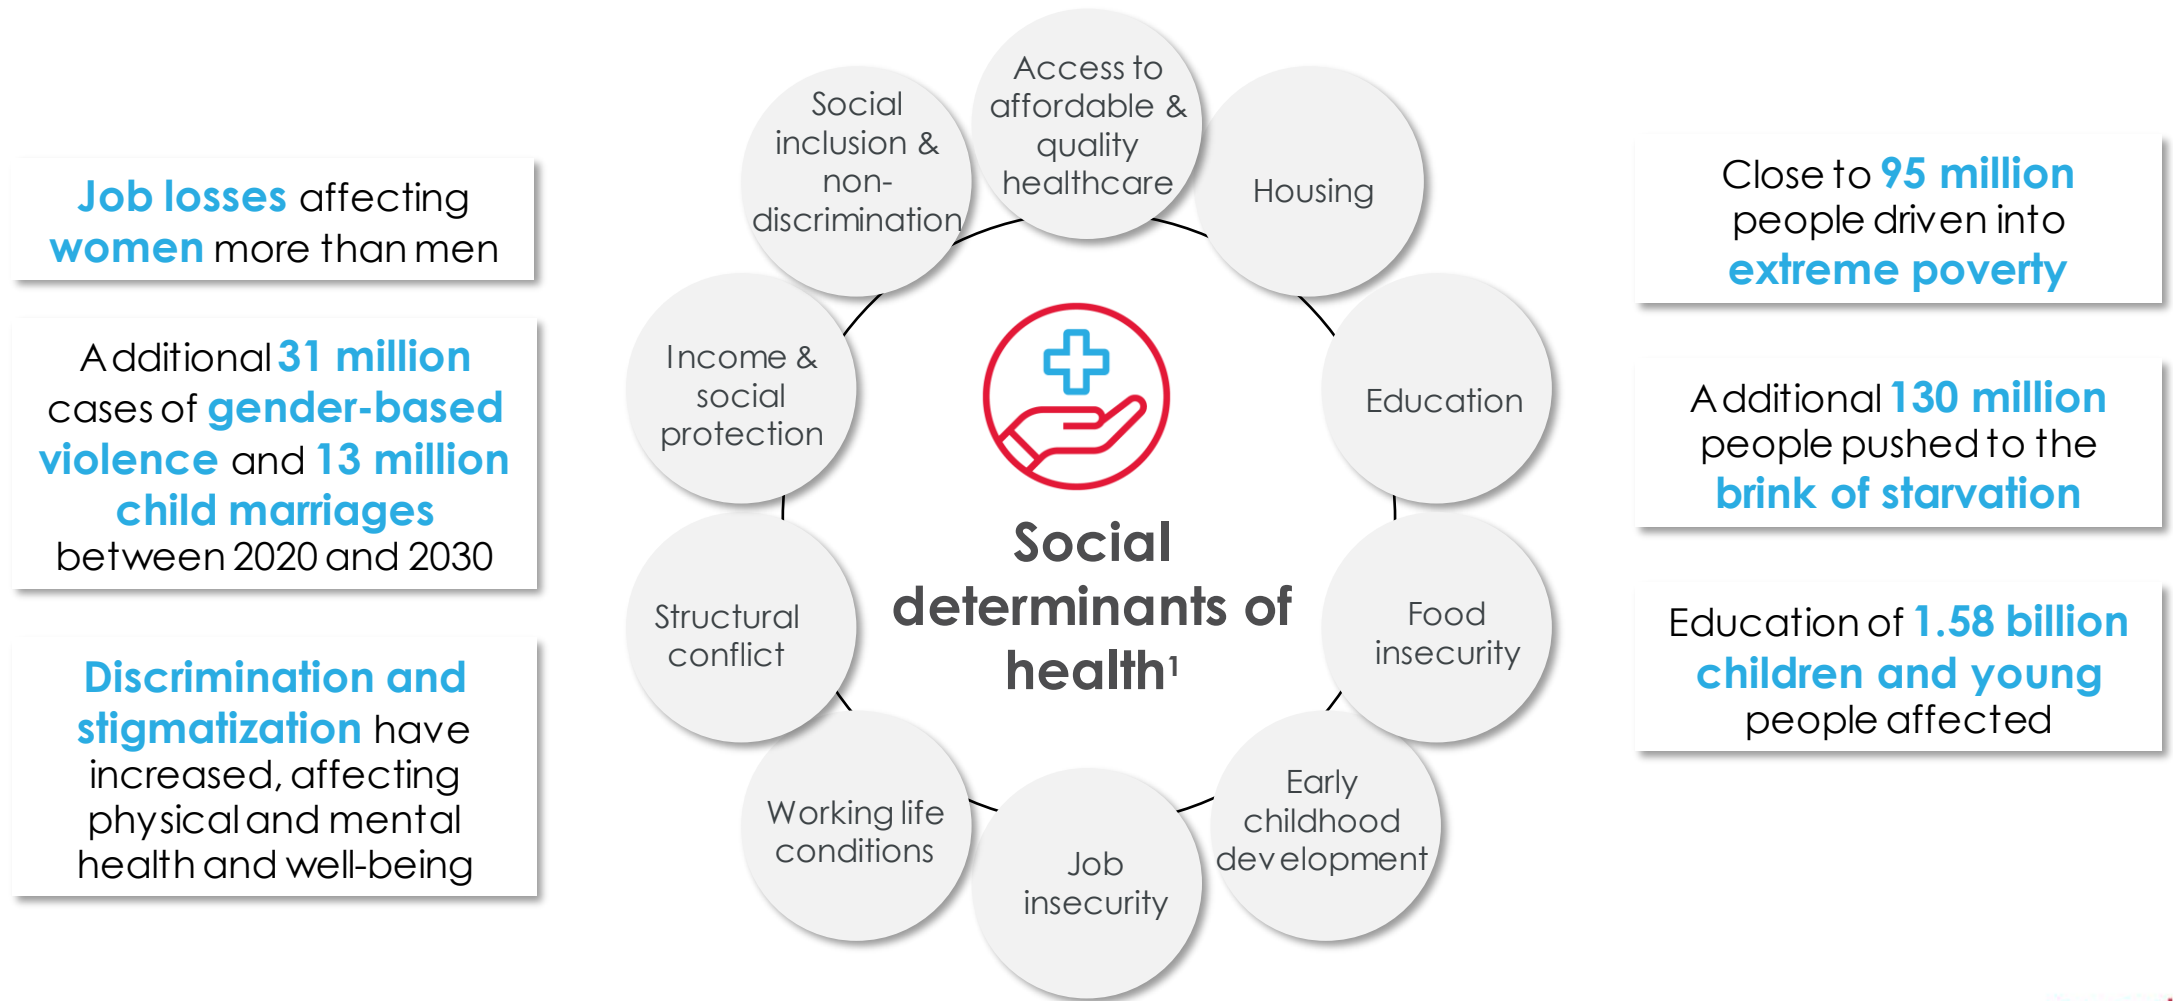 Job losses affecting
women more than men
Additional 31 million
cases of gender-based
violence and 13 million
child marriages
between 2020 and 2030
Discrimination and
stigmatization have
increased, affecting
physical and mental
health and well-being
Access to
affordable &
quality
healthcare
Housing
Education
Food
insecurity
Early
childhood
development
Job
insecurity
Working life
conditions
Structural
conflict
Income &
social
protection
Social
inclusion &
non-
discrimination
Social
determinants of
health¹
Close to 95 million
people driven into
extreme poverty
Additional 130 million
people pushed to the
brink of starvation
Education of 1.58 billion
children and young
people affected